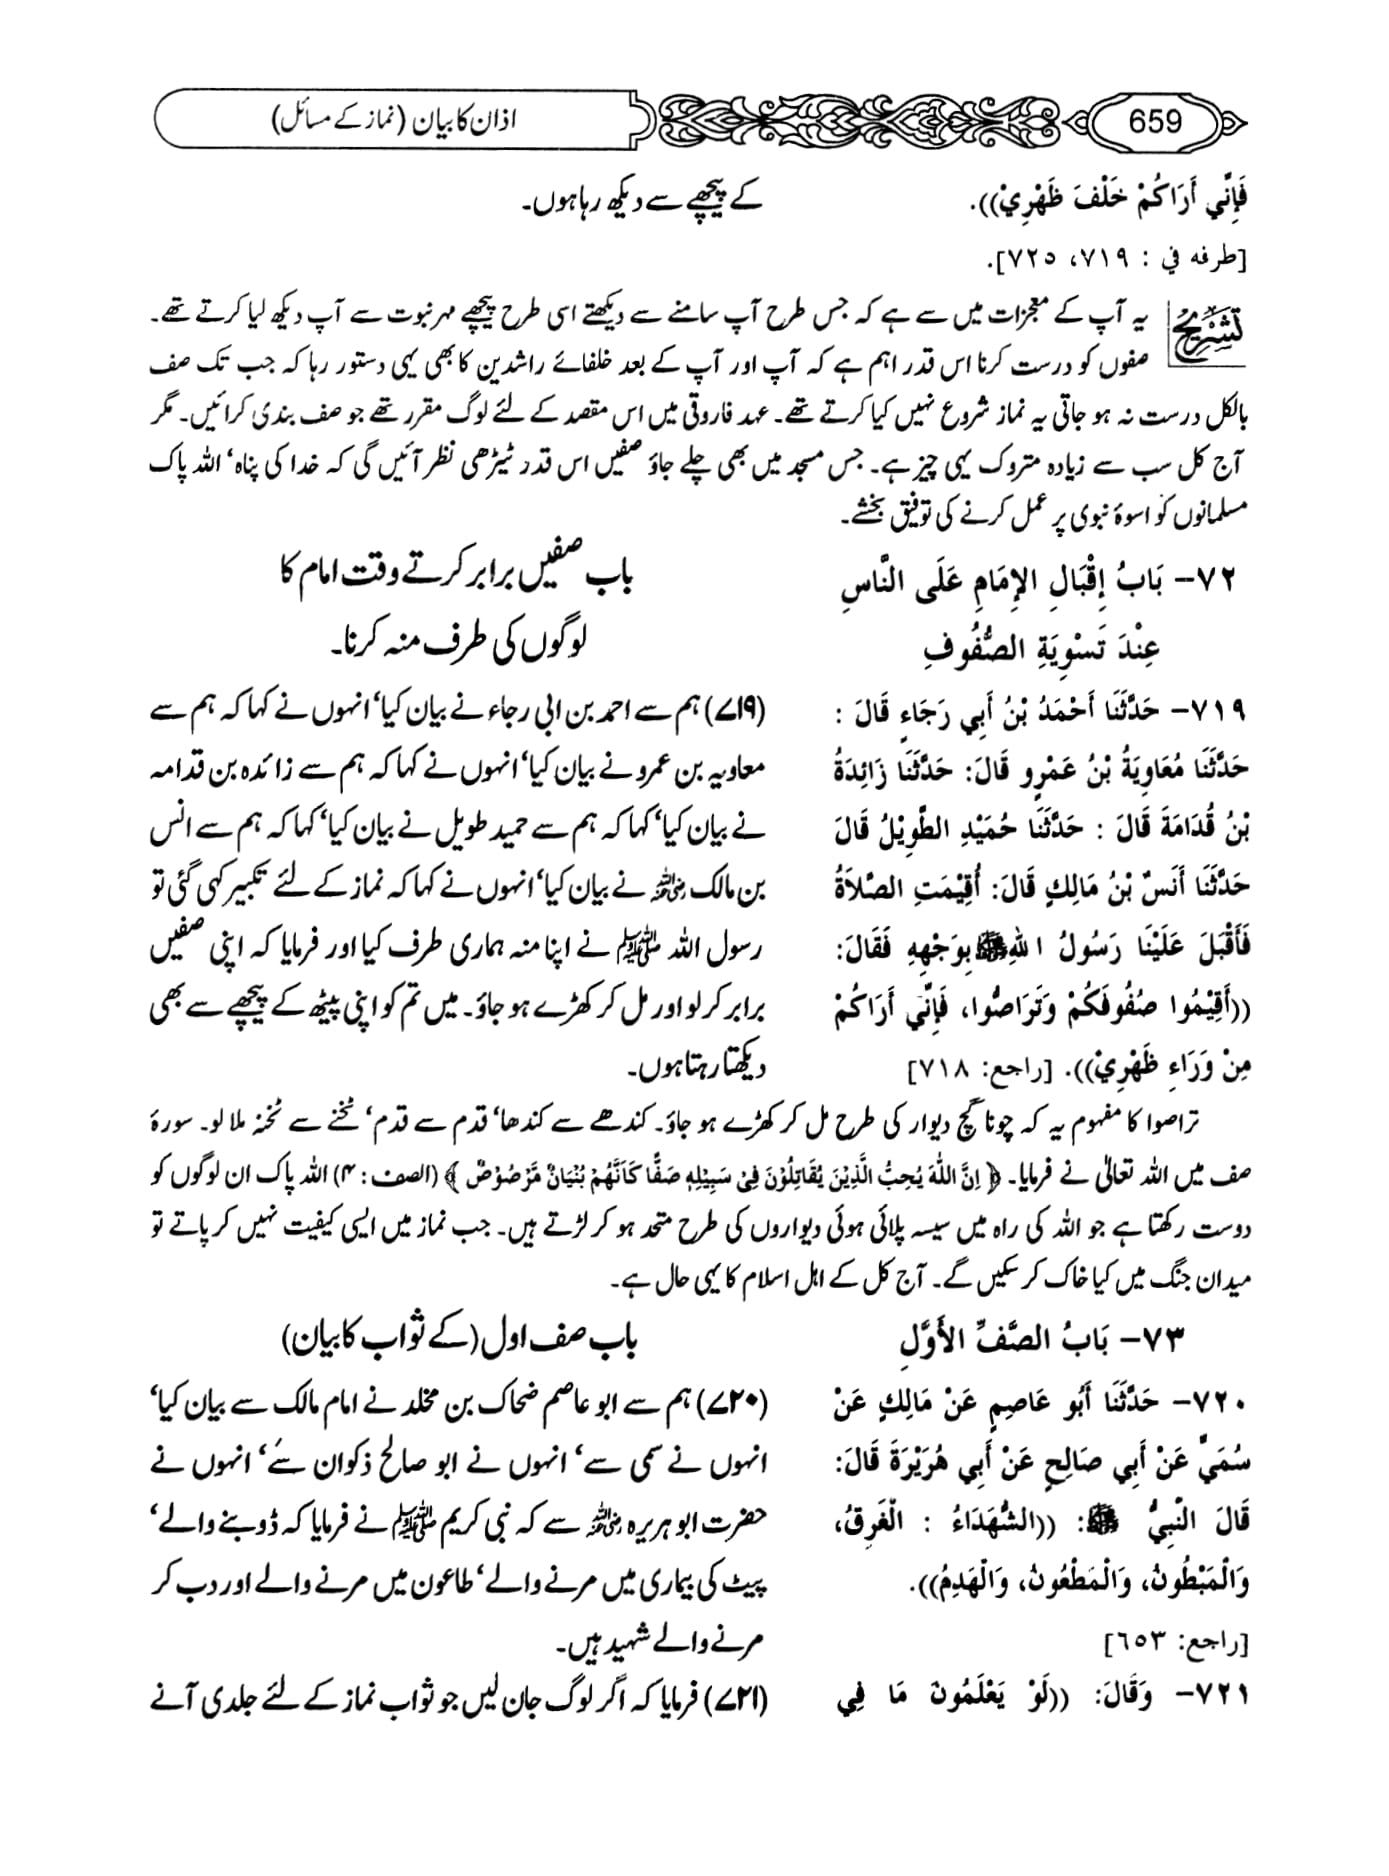 659
اذان کا بیان (نماز کے مسائل)
فَإِنِّي أَرَاكُمْ خَلْفَ ظَهْرِيْ)).
[طرفه في : ٧١٩، ٧٢٥].
کے پیچھے سے دیکھ رہا ہوں۔
تشریح
یہ آپ کے معجزات میں سے ہے کہ جس طرح آپ سامنے سے دیکھتے اسی طرح پیچھے مہر نبوت سے آپ دیکھ لیا کرتے تھے۔
صفوں کو درست کرنا اس قدر اہم ہے کہ آپ اور آپ کے بعد خلفائے راشدین کا بھی یہی دستور رہا کہ جب تک صف
بالکل درست نہ ہو جاتی یہ نماز شروع نہیں کیا کرتے تھے۔ عہد فاروقی میں اس مقصد کے لئے لوگ مقرر تھے جو صف بندی کرائیں۔ مگر
آج کل سب سے زیادہ متروک یہی چیز ہے۔ جس مسجد میں بھی چلے جاؤ صفیں اس قدر ٹیڑھی نظر آئیں گی کہ خدا کی پناہ‘ اللہ پاک
مسلمانوں کو اسوۂ نبوی پر عمل کرنے کی توفیق بخشے۔
٧٢- بَابُ إِقْبَالِ الإِمَامِ عَلَى النَّاسِ
عِنْدَ تَسْوِيَةِ الصُّفُوفِ
باب صفیں برابر کرتے وقت امام کا
لوگوں کی طرف منہ کرنا۔
٧١٩- حَدَّثَنَا أَحْمَدُ بْنُ أَبِي رَجَاءٍ قَالَ :
حَدَّثَنَا مُعَاوِيَةُ بْنُ عَمْرٍو قَالَ: حَدَّثَنَا زَائِدَةُ
بْنُ قُدَامَةَ قَالَ : حَدَّثَنَا حُمَيْدِ الطَّوِيْلُ قَالَ
حَدَّثَنَا أَنَسُ بْنُ مَالِكٍ قَالَ: أُقِيْمَتِ الصَّلاَةُ
فَأَقْبَلَ عَلَيْنَا رَسُولُ اللهِ ﷺ بِوَجْهِهِ فَقَالَ:
((أَقِيْمُوا صُفُوفَكُمْ وَتَرَاصُّوا، فَإِنِّي أَرَاكُمْ
مِنْ وَرَاءِ ظَهْرِيْ)). [راجع: ٧١٨]
(۷۱۹) ہم سے احمد بن ابی رجاء نے بیان کیا‘ انہوں نے کہا کہ ہم سے
معاویہ بن عمرو نے بیان کیا‘ انہوں نے کہا کہ ہم سے زائدہ بن قدامہ
نے بیان کیا‘ کہا کہ ہم سے حمید طویل نے بیان کیا‘ کہا کہ ہم سے انس
بن مالک رضی اللہ عنہ نے بیان کیا‘ انہوں نے کہا کہ نماز کے لئے تکبیر کہی گئی تو
رسول اللہ ﷺ نے اپنا منہ ہماری طرف کیا اور فرمایا کہ اپنی صفیں
برابر کر لو اور مل کر کھڑے ہو جاؤ۔ میں تم کو اپنی پیٹھ کے پیچھے سے بھی
دیکھتا رہتا ہوں۔
تراصوا کا مفہوم یہ کہ چونا گچ دیوار کی طرح مل کر کھڑے ہو جاؤ۔ کندھے سے کندھا‘ قدم سے قدم‘ ٹخنے سے ٹخنہ ملا لو۔ سورۂ
صف میں اللہ تعالیٰ نے فرمایا۔ ﴿ اِنَّ اللّٰهَ يُحِبُّ الَّذِيْنَ يُقَاتِلُوْنَ فِىْ سَبِيْلِهٖ صَفًّا كَاَنَّهُمْ بُنْيَانٌ مَّرْصُوْصٌ ﴾ (الصف : ۴) اللہ پاک ان لوگوں کو
دوست رکھتا ہے جو اللہ کی راہ میں سیسہ پلائی ہوئی دیواروں کی طرح متحد ہو کر لڑتے ہیں۔ جب نماز میں ایسی کیفیت نہیں کر پاتے تو
میدان جنگ میں کیا خاک کر سکیں گے۔ آج کل کے اہل اسلام کا یہی حال ہے۔
٧٣- بَابُ الصَّفِّ الأَوَّلِ
باب صف اول (کے ثواب کا بیان)
٧٢٠- حَدَّثَنَا أَبُو عَاصِمٍ عَنْ مَالِكٍ عَنْ
سُمَيٍّ عَنْ أَبِي صَالِحٍ عَنْ أَبِي هُرَيْرَةَ قَالَ:
قَالَ النَّبِيُّ ﷺ: ((الشُّهَدَاءُ : الْغَرِقُ،
وَالْمَبْطُونُ، وَالْمَطْعُونُ، وَالْهَدِمُ)).
[راجع: ٦٥٣]
(۷۲۰) ہم سے ابو عاصم ضحاک بن مخلد نے امام مالک سے بیان کیا‘
انہوں نے سمی سے‘ انہوں نے ابو صالح ذکوان سے‘ انہوں نے
حضرت ابو ہریرہ رضی اللہ عنہ سے کہ نبی کریم ﷺ نے فرمایا کہ ڈوبنے والے‘
پیٹ کی بیماری میں مرنے والے‘ طاعون میں مرنے والے اور دب کر
مرنے والے شہید ہیں۔
٧٢١- وَقَالَ: ((لَوْ يَعْلَمُونَ مَا فِي
(۷۲۱) فرمایا کہ اگر لوگ جان لیں جو ثواب نماز کے لئے جلدی آنے